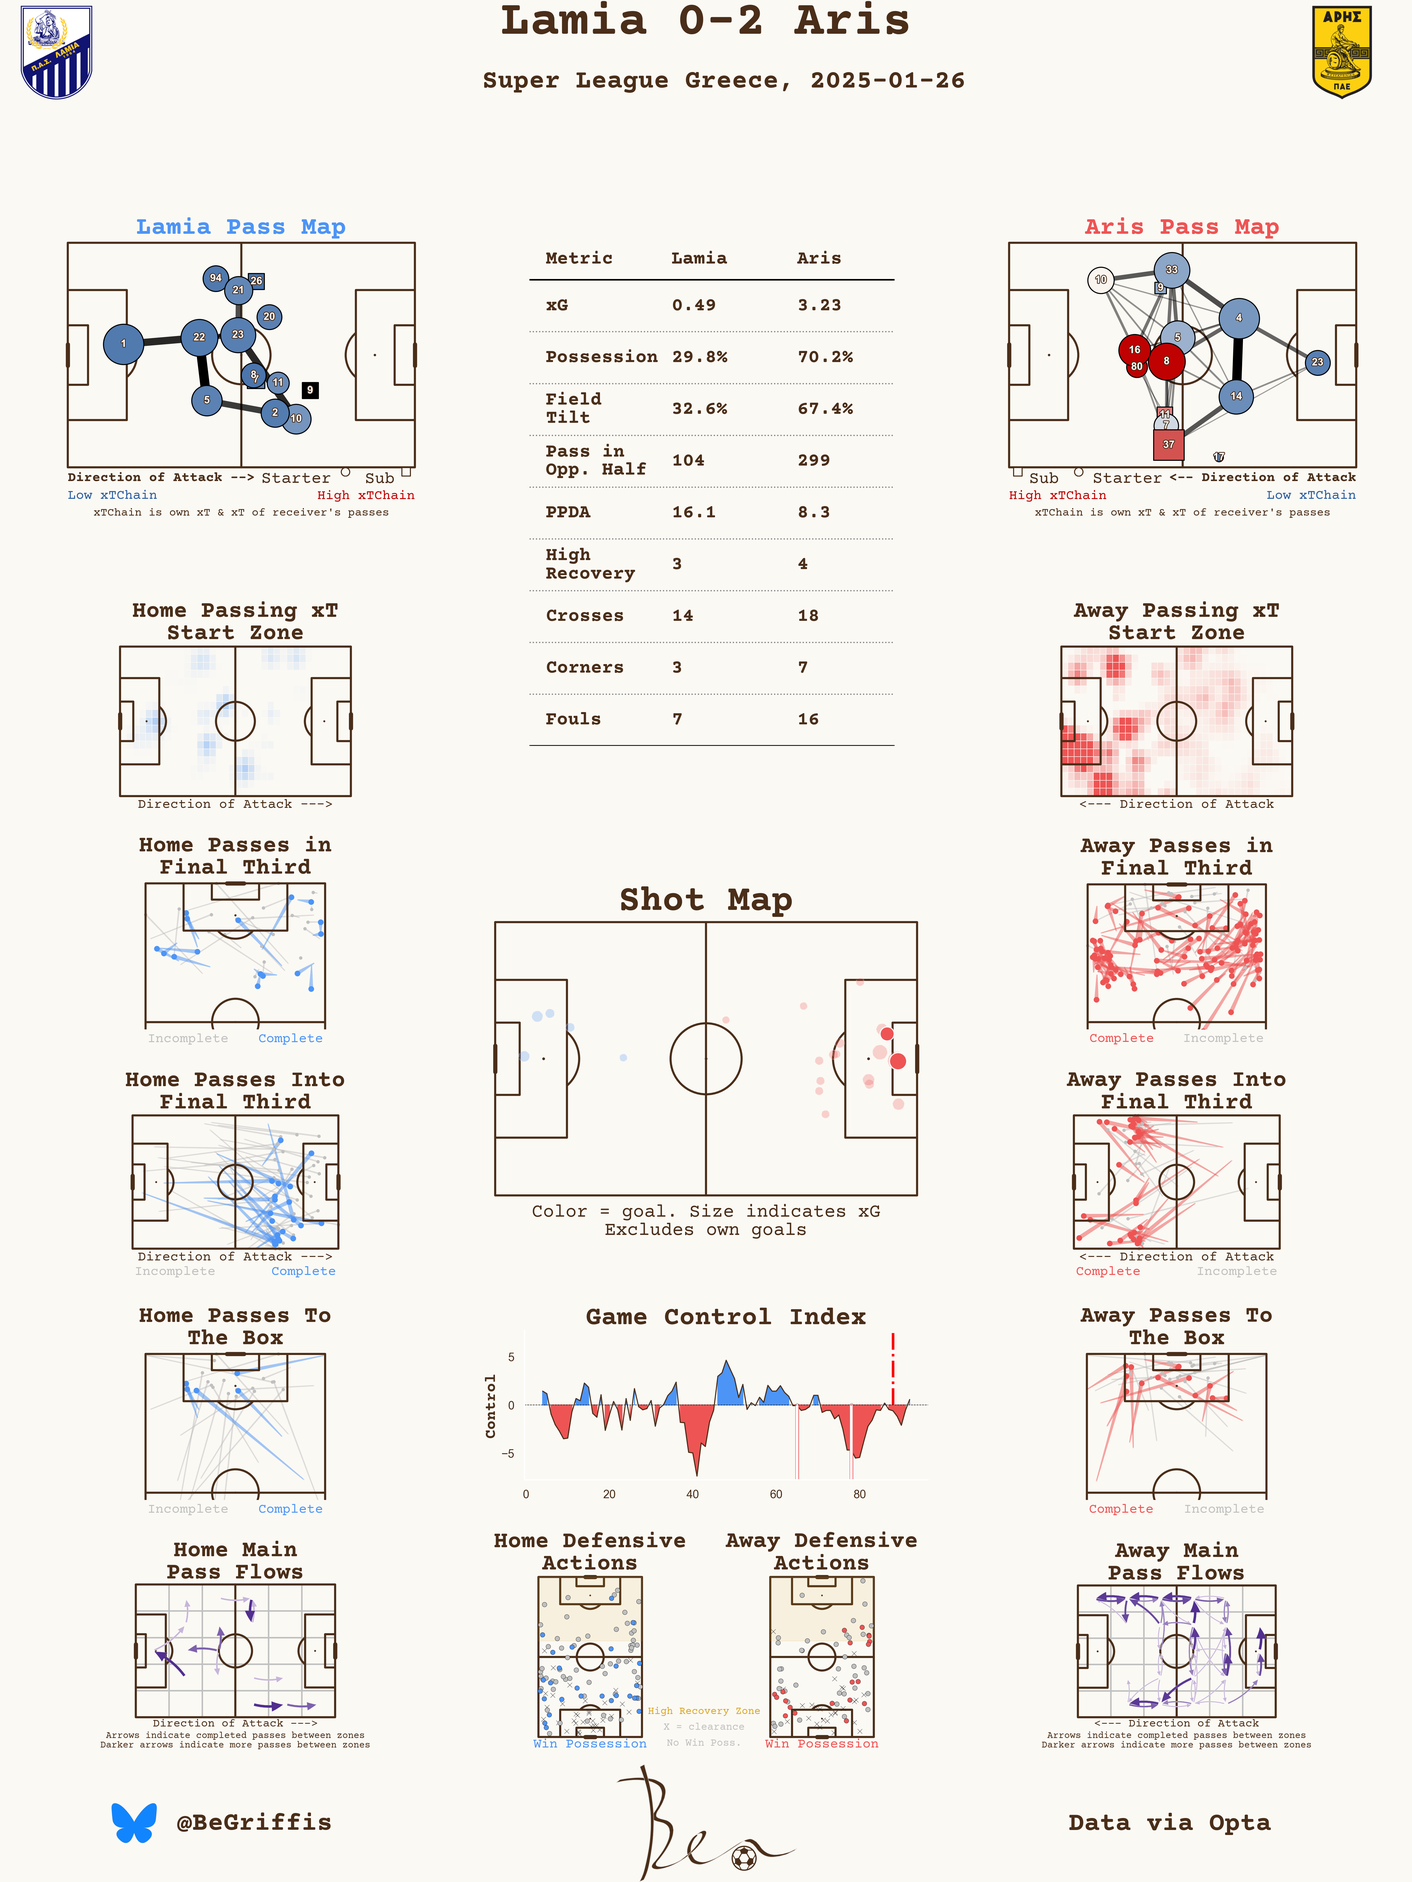 Lamia 0-2 Aris
Super League Greece, 2025-01-26
Π.Α.Σ. ΛΑΜΙΑ
ΑΡΗΣ
ΠΑΕ
Lamia Pass Map
94
26
21
20
1
22
23
8
7
11
9
5
2
10
Direction of Attack --> Starter Sub
Low xTChain High xTChain
xTChain is own xT & xT of receiver's passes
Metric Lamia Aris
xG 0.49 3.23
Possession 29.8% 70.2%
Field
Tilt 32.6% 67.4%
Pass in
Opp. Half 104 299
PPDA 16.1 8.3
High
Recovery 3 4
Crosses 14 18
Corners 3 7
Fouls 7 16
Aris Pass Map
10
33
9
4
5
16
8
80
23
14
11
7
37
17
Sub Starter <-- Direction of Attack
High xTChain Low xTChain
xTChain is own xT & xT of receiver's passes
Home Passing xT
Start Zone
Direction of Attack --->
Away Passing xT
Start Zone
<--- Direction of Attack
Home Passes in
Final Third
Incomplete Complete
Away Passes in
Final Third
Complete Incomplete
Shot Map
Color = goal. Size indicates xG
Excludes own goals
Home Passes Into
Final Third
Direction of Attack --->
Incomplete Complete
Away Passes Into
Final Third
<--- Direction of Attack
Complete Incomplete
Home Passes To
The Box
Incomplete Complete
Game Control Index
Control
5
0
−5
0 20 40 60 80
Away Passes To
The Box
Complete Incomplete
Home Main
Pass Flows
Direction of Attack --->
Arrows indicate completed passes between zones
Darker arrows indicate more passes between zones
Home Defensive
Actions
Win Possession
Away Defensive
Actions
Win Possession
High Recovery Zone
X = clearance
No Win Poss.
Away Main
Pass Flows
<--- Direction of Attack
Arrows indicate completed passes between zones
Darker arrows indicate more passes between zones
@BeGriffis
Ben
Data via Opta